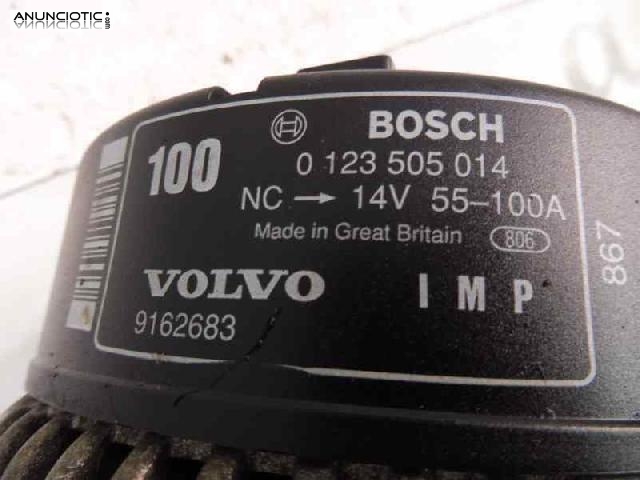 ANUNCIOTIC
100
BOSCH
0 123 505 014
NC → 14V 55-100A
Made in Great Britain 806
VOLVO
I M P
9162683
867